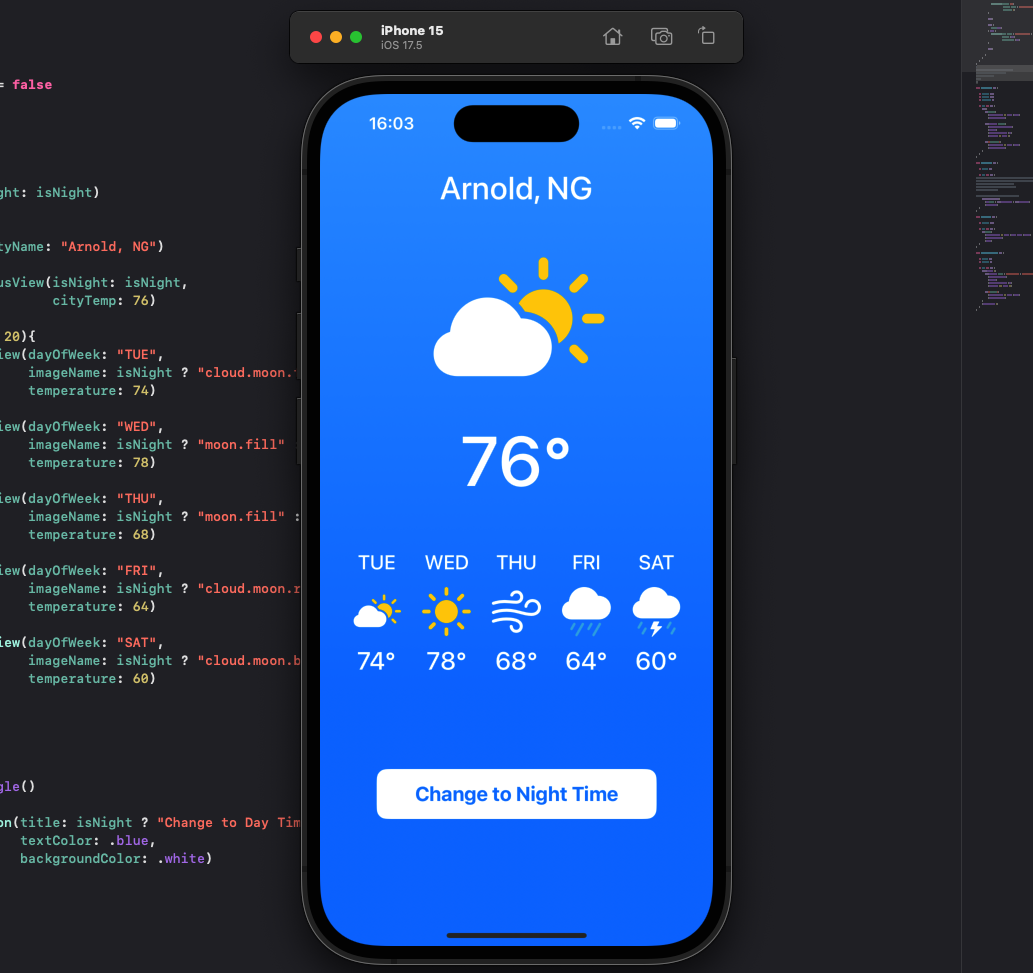 iPhone 15
iOS 17.5
= false
ght: isNight)
tyName: "Arnold, NG")
usView(isNight: isNight,
cityTemp: 76)
20){
iew(dayOfWeek: "TUE",
imageName: isNight ? "cloud.moon.
temperature: 74)
iew(dayOfWeek: "WED",
imageName: isNight ? "moon.fill"
temperature: 78)
iew(dayOfWeek: "THU",
imageName: isNight ? "moon.fill" :
temperature: 68)
iew(dayOfWeek: "FRI",
imageName: isNight ? "cloud.moon.r
temperature: 64)
iew(dayOfWeek: "SAT",
imageName: isNight ? "cloud.moon.b
temperature: 60)
gle()
on(title: isNight ? "Change to Day Tim
textColor: .blue,
backgroundColor: .white)
16:03
Arnold, NG
76°
TUE WED THU FRI SAT
74° 78° 68° 64° 60°
Change to Night Time